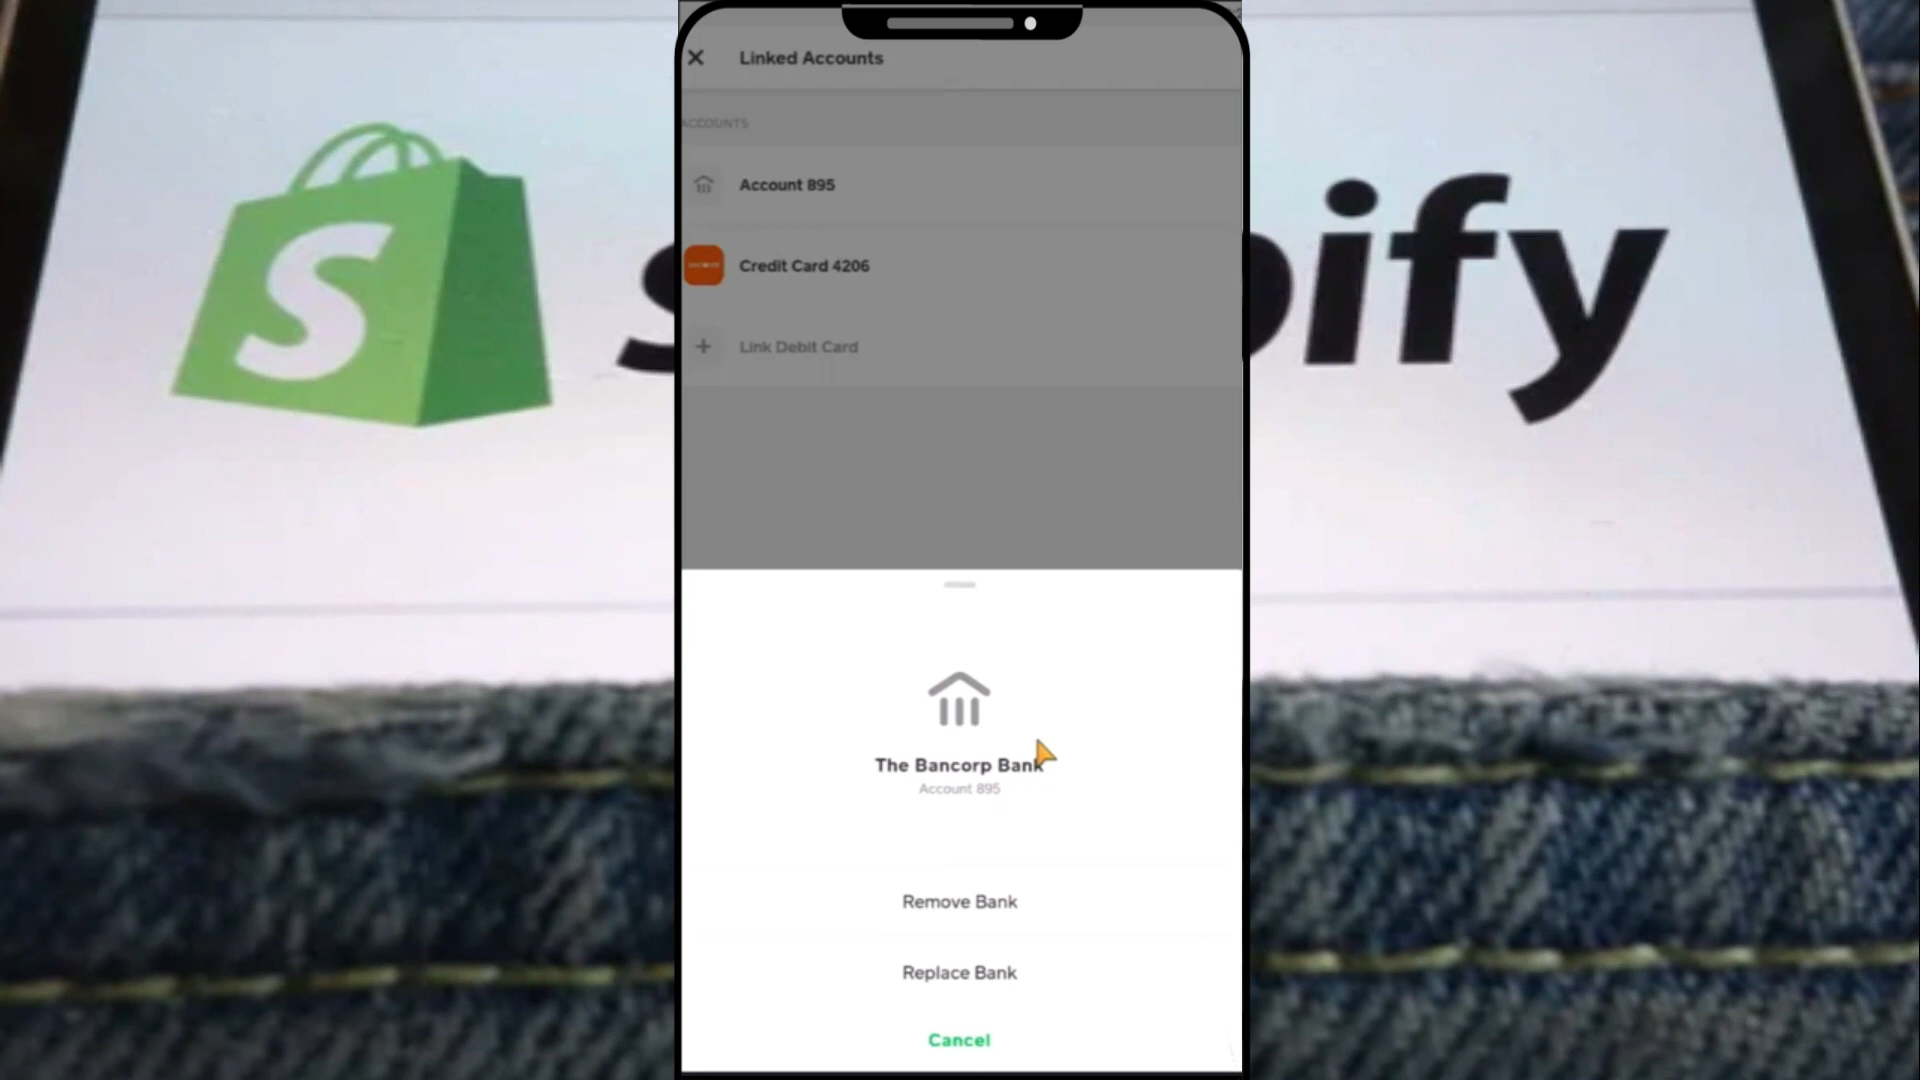 Linked Accounts
ACCOUNTS
Account 895
Credit Card 4206
Link Debit Card
The Bancorp Bank
Account 895
Remove Bank
Replace Bank
Cancel
S
pify